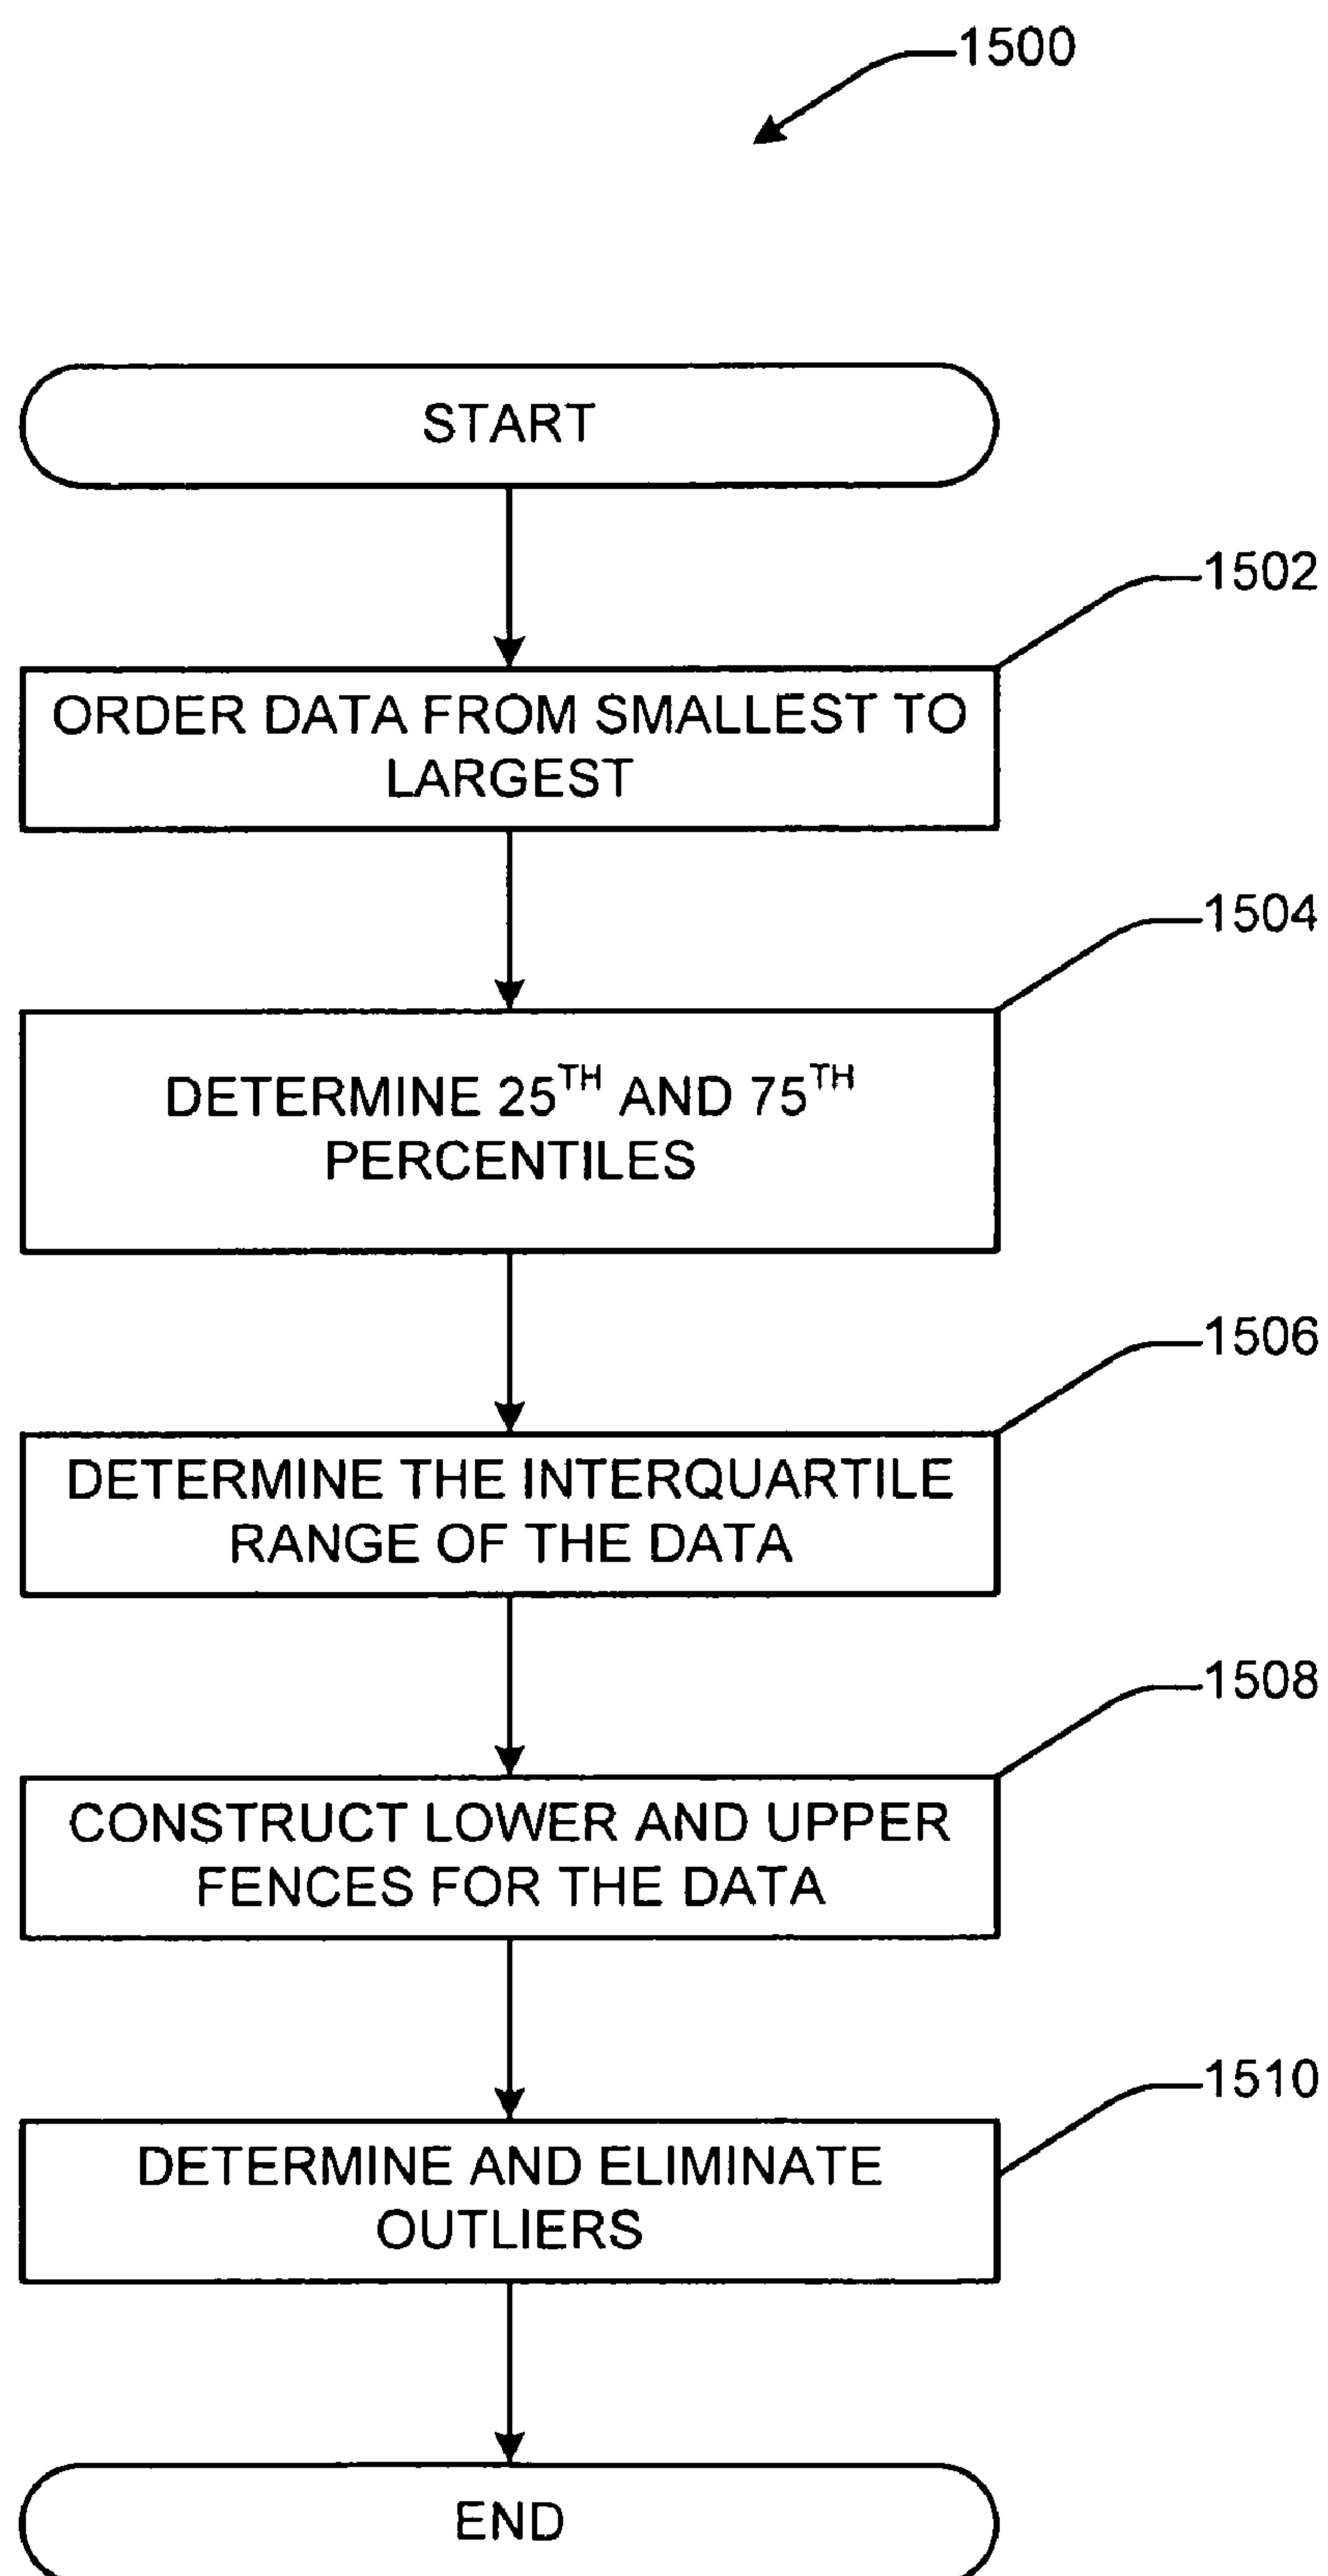 1500
START
1502
ORDER DATA FROM SMALLEST TO
LARGEST
1504
DETERMINE 25TH AND 75TH
PERCENTILES
1506
DETERMINE THE INTERQUARTILE
RANGE OF THE DATA
1508
CONSTRUCT LOWER AND UPPER
FENCES FOR THE DATA
1510
DETERMINE AND ELIMINATE
OUTLIERS
END